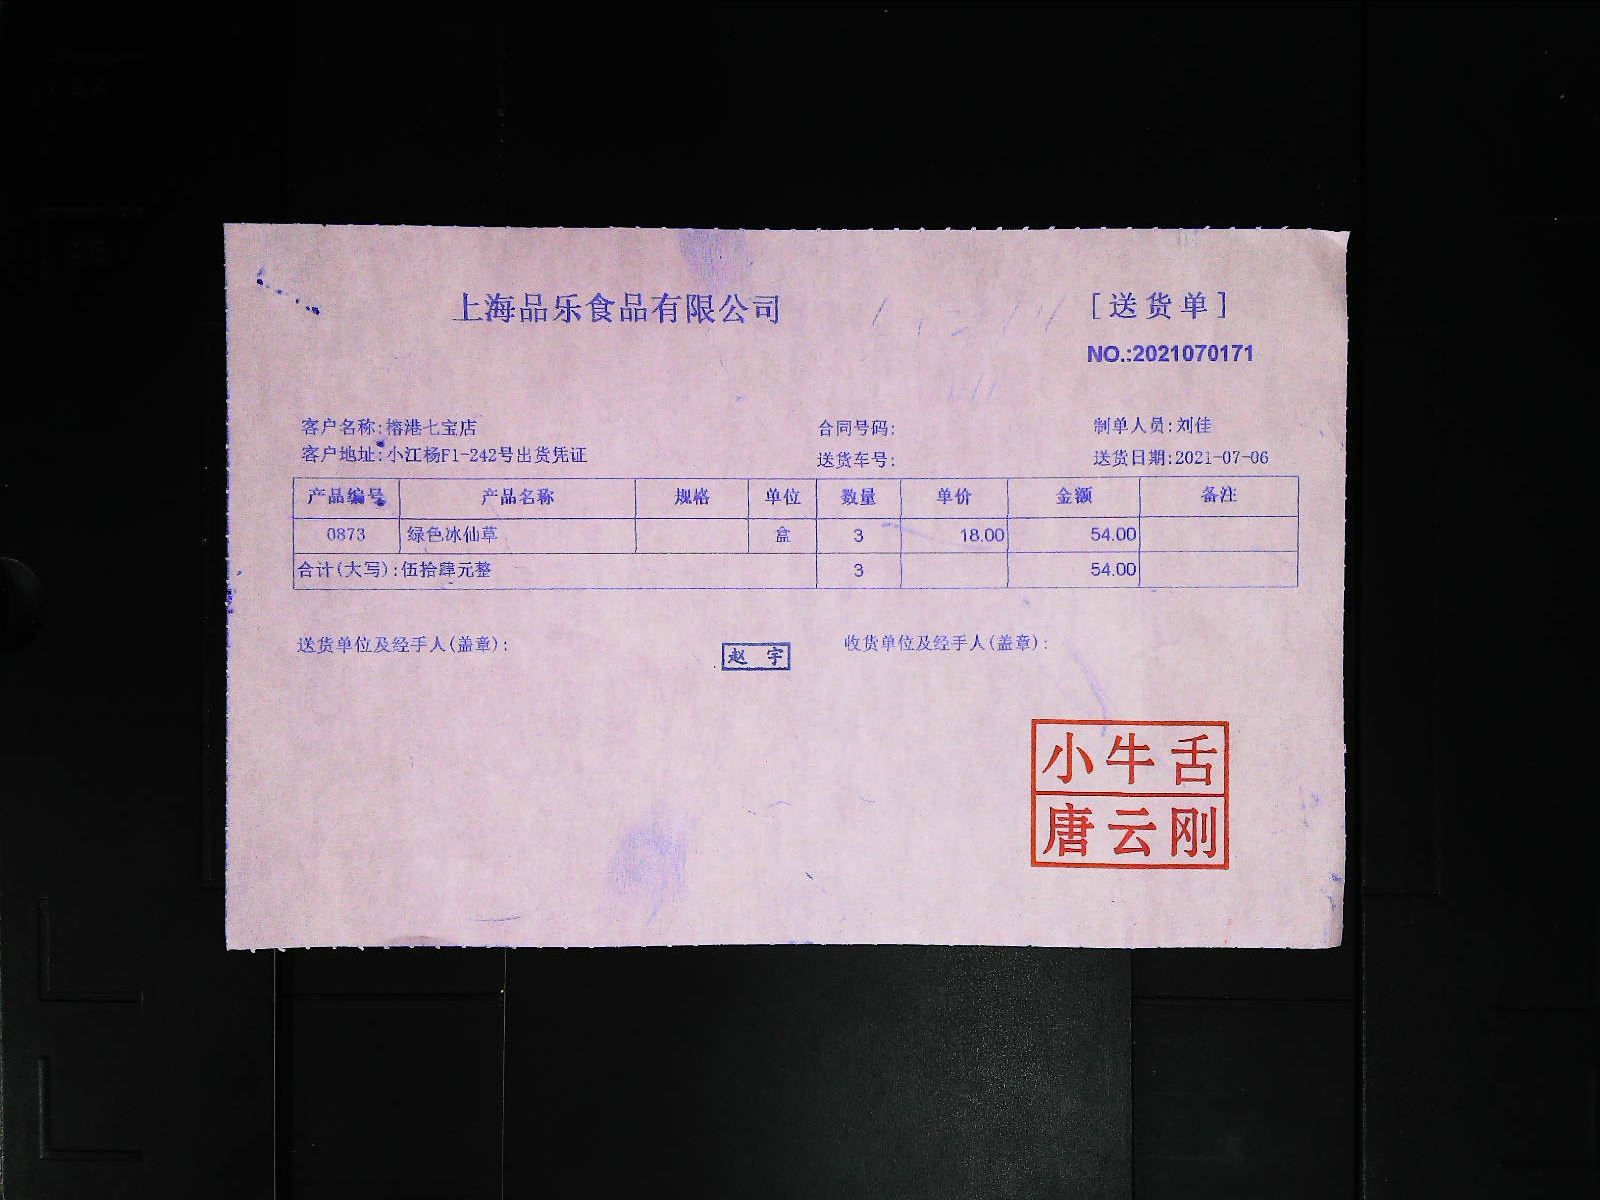 上海品乐食品有限公司
[送货单]
NO.:2021070171
客户名称:榕港七宝店 合同号码: 制单人员:刘佳
客户地址:小江杨F1-242号出货凭证 送货车号: 送货日期:2021-07-06
产品编号 产品名称 规格 单位 数量 单价 金额 备注
0873 绿色冰仙草 盒 3 18.00 54.00
合计(大写):伍拾肆元整 3 54.00
送货单位及经手人(盖章): 收货单位及经手人(盖章):
赵 宇
小牛舌
唐云刚